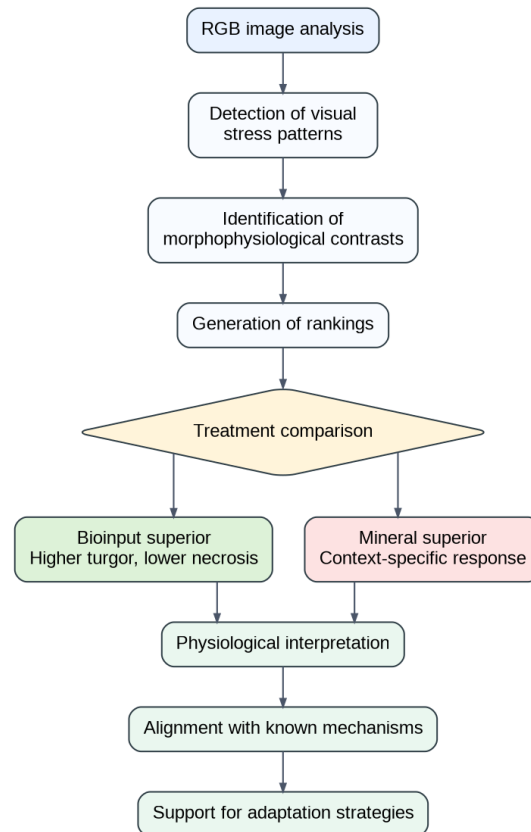 RGB image analysis
Detection of visual
stress patterns
Identification of
morphophysiological contrasts
Generation of rankings
Treatment comparison
Bioinput superior
Higher turgor, lower necrosis
Mineral superior
Context-specific response
Physiological interpretation
Alignment with known mechanisms
Support for adaptation strategies